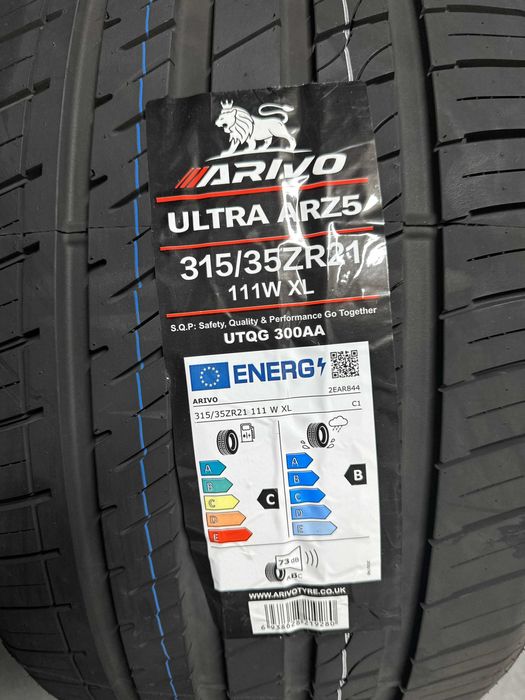 ARIVO
ULTRA ARZ5
315/35ZR21
111W XL
S.Q.P: Safety, Quality & Performance Go Together
UTQG 300AA
ENERG
ARIVO 2EAR844
315/35ZR21 111 W XL C1
A A
B B B
C C C
D D
E E
73 dB
ABC
WWW.ARIVOTYRE.CO.UK
6938628219280